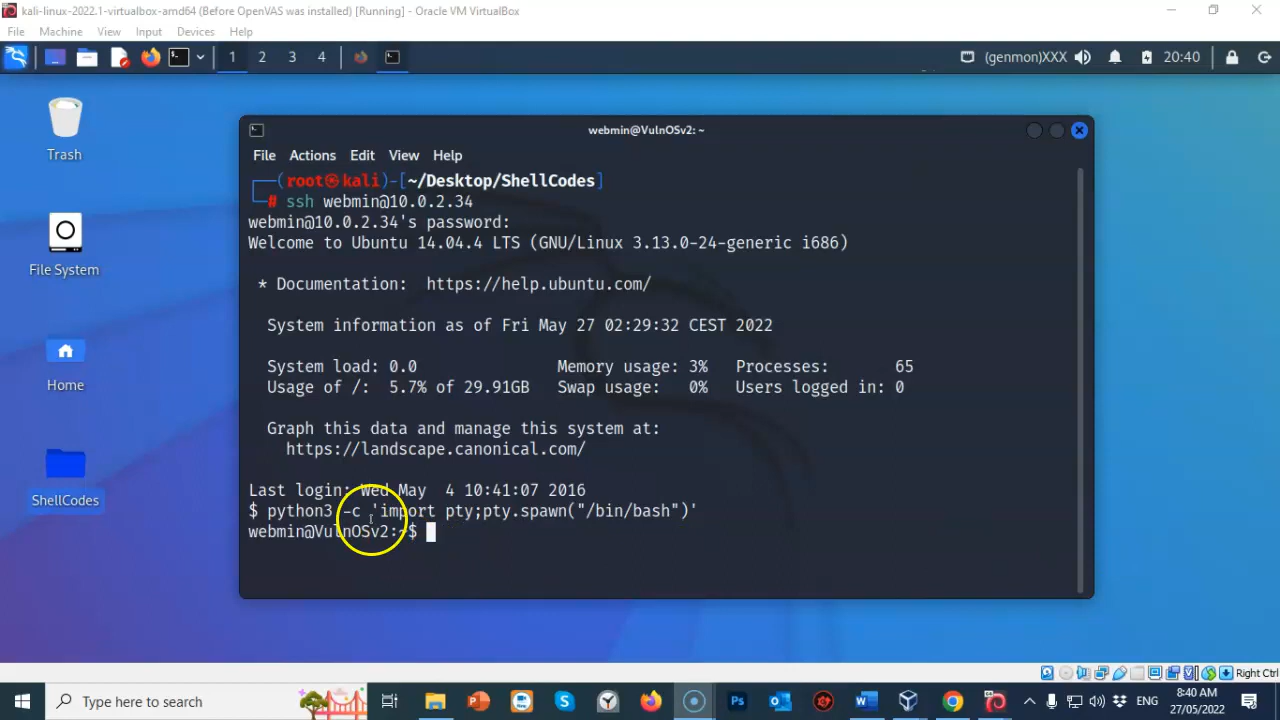 kali-linux-2022.1-virtualbox-amd64 (Before OpenVAS was installed) [Running] - Oracle VM VirtualBox
File Machine View Input Devices Help
1 2 3 4 (genmon)XXX 20:40
Trash
File System
Home
ShellCodes
webmin@VulnOSv2: ~
File Actions Edit View Help
┌──(root㉿kali)-[~/Desktop/ShellCodes]
└─# ssh webmin@10.0.2.34
webmin@10.0.2.34's password:
Welcome to Ubuntu 14.04.4 LTS (GNU/Linux 3.13.0-24-generic i686)
* Documentation: https://help.ubuntu.com/
System information as of Fri May 27 02:29:32 CEST 2022
System load: 0.0 Memory usage: 3% Processes: 65
Usage of /: 5.7% of 29.91GB Swap usage: 0% Users logged in: 0
Graph this data and manage this system at:
https://landscape.canonical.com/
Last login: Wed May 4 10:41:07 2016
$ python3 -c 'import pty;pty.spawn("/bin/bash")'
webmin@VulnOSv2:~$
Right Ctrl
Type here to search
ENG
8:40 AM
27/05/2022